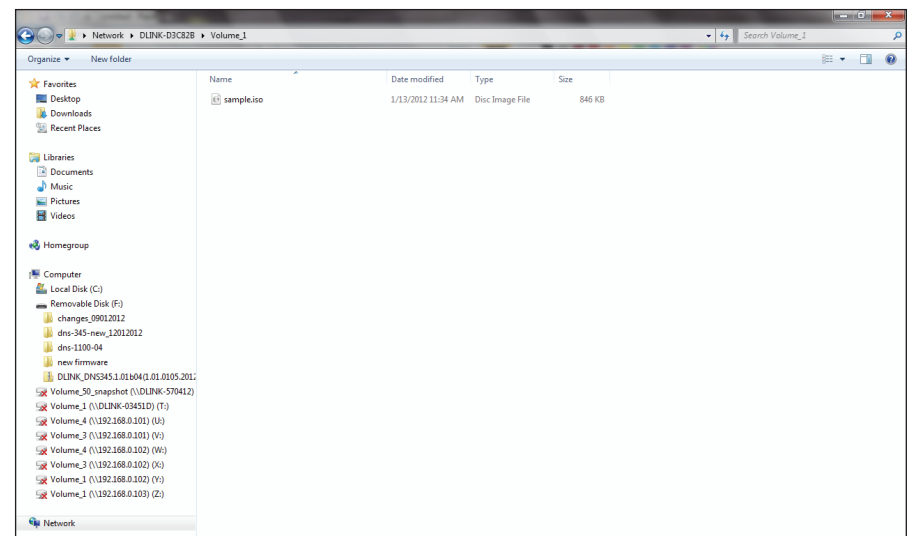 Network ▸ DLINK-D3C82B ▸ Volume_1
Search Volume_1
Organize New folder
Name Date modified Type Size
sample.iso 1/13/2012 11:34 AM Disc Image File 846 KB
Favorites
Desktop
Downloads
Recent Places
Libraries
Documents
Music
Pictures
Videos
Homegroup
Computer
Local Disk (C:)
Removable Disk (F:)
changes_09012012
dns-345-new_12012012
dns-1100-04
new firmware
DLINK_DNS345.1.01b04(1.01.0105.2012
Volume_50_snapshot (\\DLINK-570412)
Volume_1 (\\DLINK-03451D) (T:)
Volume_4 (\\192.168.0.101) (U:)
Volume_3 (\\192.168.0.101) (V:)
Volume_4 (\\192.168.0.102) (W:)
Volume_3 (\\192.168.0.102) (X:)
Volume_1 (\\192.168.0.102) (Y:)
Volume_1 (\\192.168.0.103) (Z:)
Network